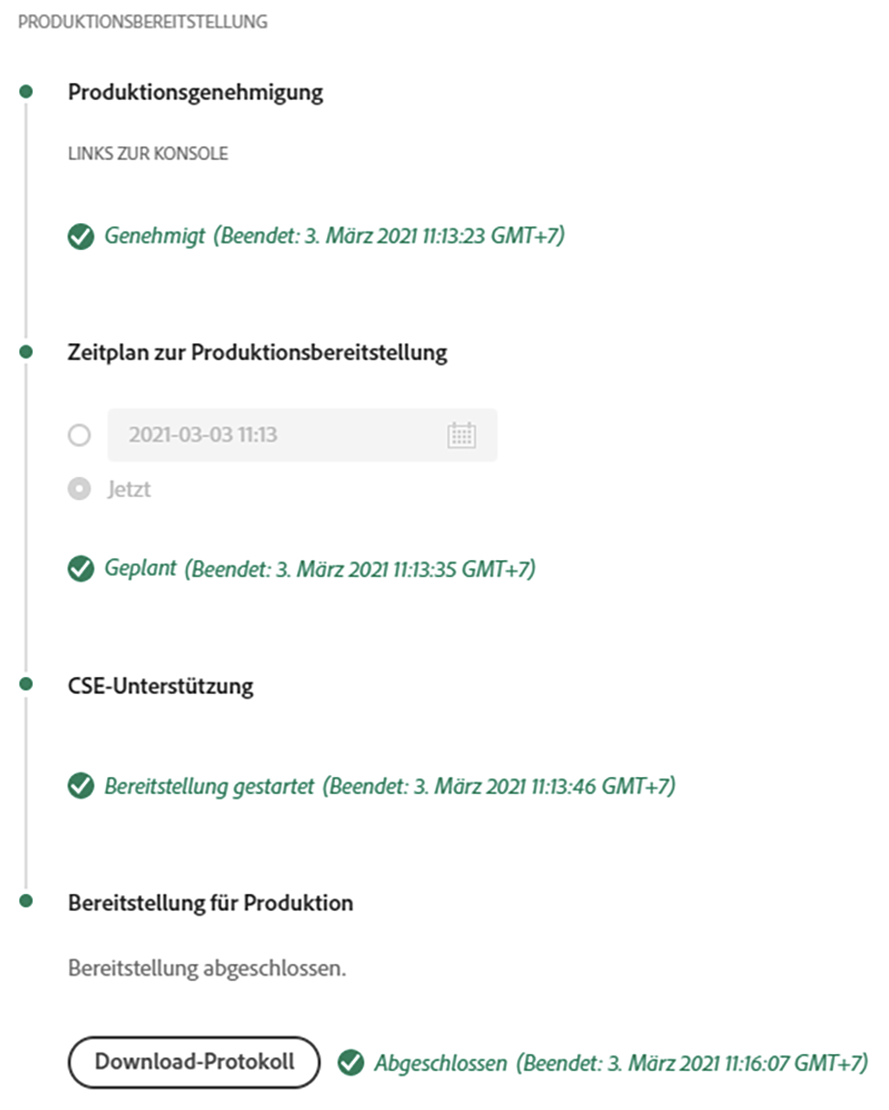 PRODUKTIONSBEREITSTELLUNG
Produktionsgenehmigung
LINKS ZUR KONSOLE
Genehmigt (Beendet: 3. März 2021 11:13:23 GMT+7)
Zeitplan zur Produktionsbereitstellung
2021-03-03 11:13
Jetzt
Geplant (Beendet: 3. März 2021 11:13:35 GMT+7)
CSE-Unterstützung
Bereitstellung gestartet (Beendet: 3. März 2021 11:13:46 GMT+7)
Bereitstellung für Produktion
Bereitstellung abgeschlossen.
Download-Protokoll Abgeschlossen (Beendet: 3. März 2021 11:16:07 GMT+7)